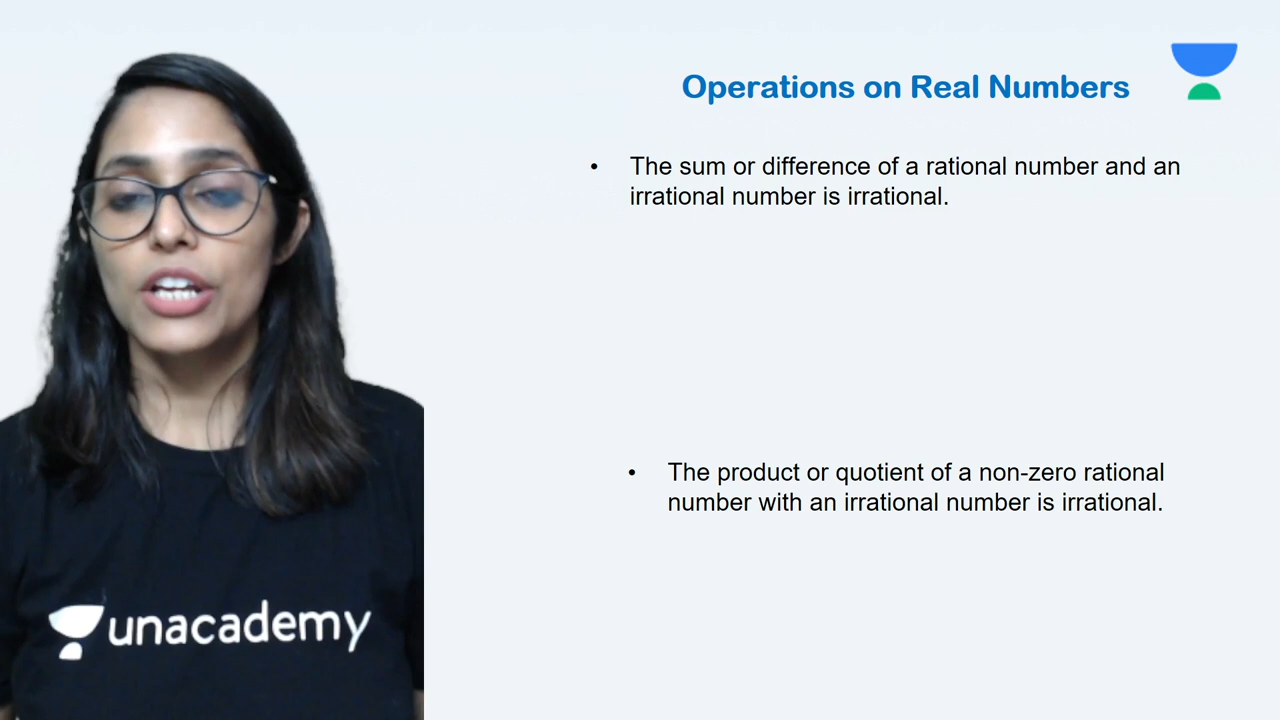 Operations on Real Numbers
• The sum or difference of a rational number and an
irrational number is irrational.
• The product or quotient of a non-zero rational
number with an irrational number is irrational.
unacademy